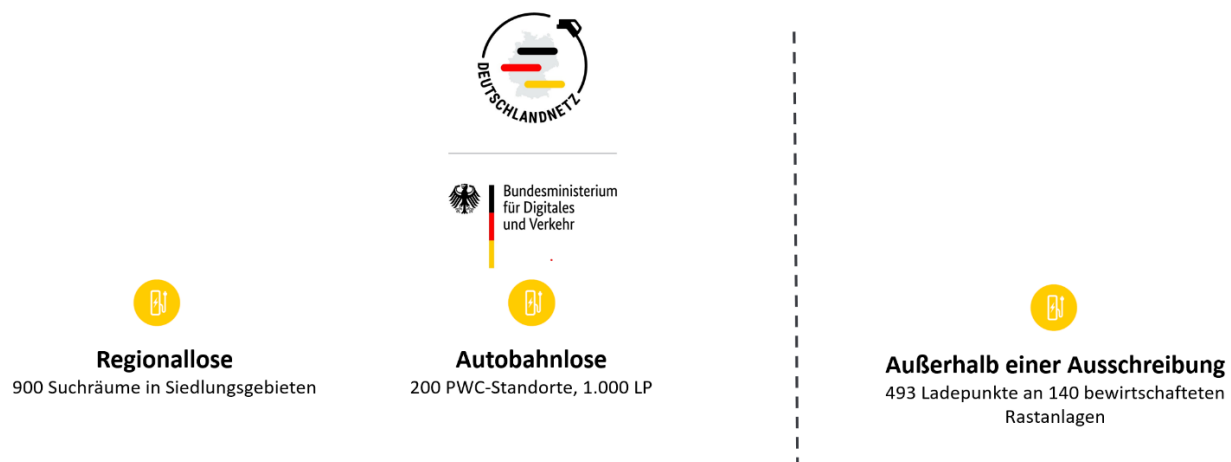 DEUTSCHLANDNETZ
Bundesministerium
für Digitales
und Verkehr
Regionallose
900 Suchräume in Siedlungsgebieten
Autobahnlose
200 PWC-Standorte, 1.000 LP
Außerhalb einer Ausschreibung
493 Ladepunkte an 140 bewirtschafteten
Rastanlagen